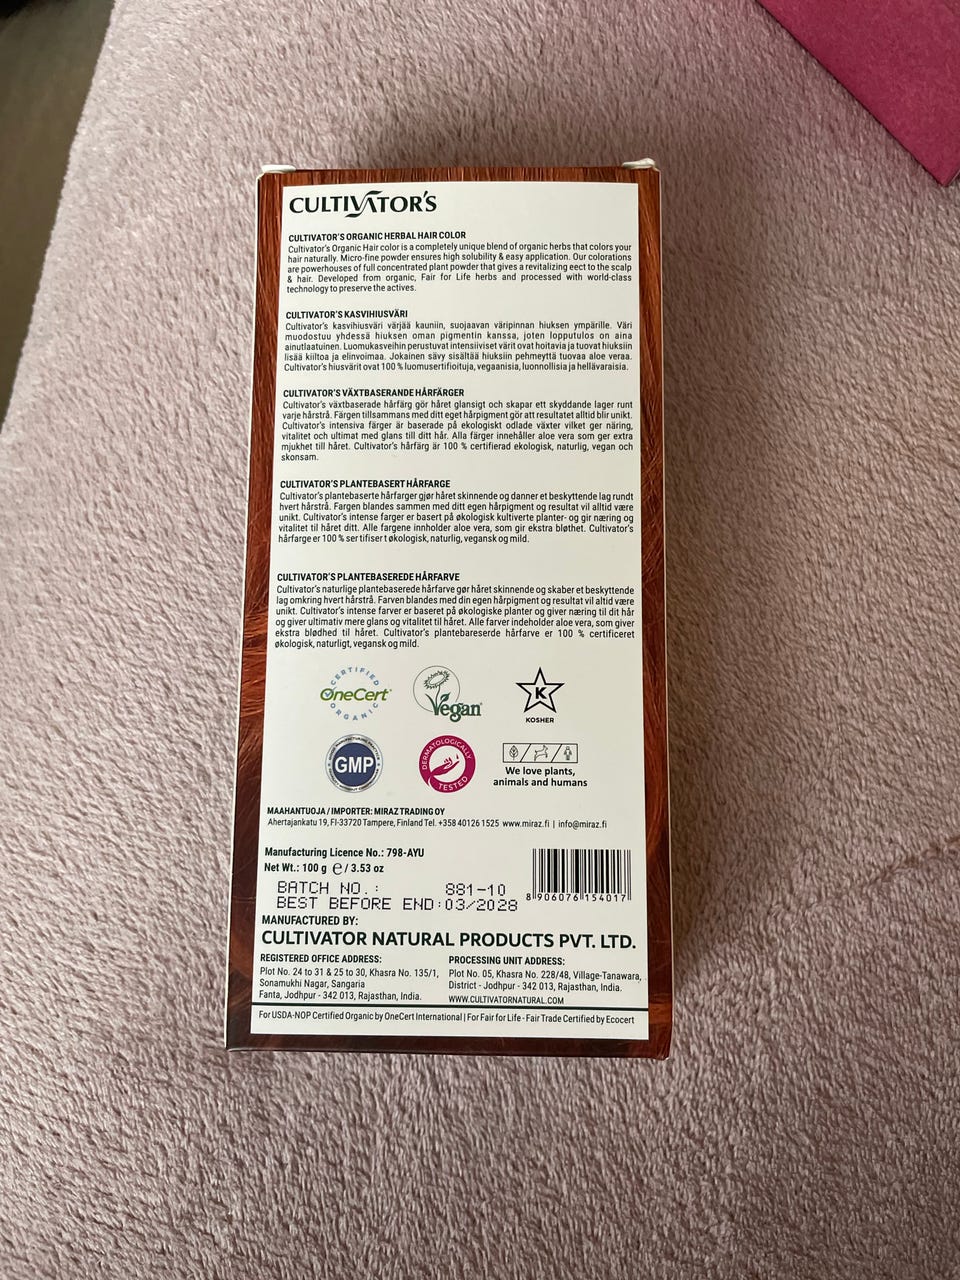 CULTIVATOR'S
CULTIVATOR'S ORGANIC HERBAL HAIR COLOR
Cultivator's Organic Hair color is a completely unique blend of organic herbs that colors your
hair naturally. Micro-fine powder ensures high solubility & easy application. Our colorations
are powerhouses of full concentrated plant powder that gives a revitalizing eect to the scalp
& hair. Developed from organic, Fair for Life herbs and processed with world-class
technology to preserve the actives.
CULTIVATOR'S KASVIHIUSVÄRI
Cultivator's kasvihiusväri värjää kauniin, suojaavan väripinnan hiuksen ympärille. Väri
muodostuu yhdessä hiuksen oman pigmentin kanssa, joten lopputulos on aina
ainutlaatuinen. Luomukasveihin perustuvat intensiiviset värit ovat hoitavia ja tuovat hiuksiin
lisää kiiltoa ja elinvoimaa. Jokainen sävy sisältää hiuksiin pehmeyttä tuovaa aloe veraa.
Cultivator's hiusvärit ovat 100 % luomusertifioituja, vegaanisia, luonnollisia ja hellävaraisia.
CULTIVATOR'S VÄXTBASERANDE HÅRFÄRGER
Cultivator's växtbaserade hårfärg gör håret glansigt och skapar ett skyddande lager runt
varje hårstrå. Färgen tillsammans med ditt eget hårpigment gör att resultatet alltid blir unikt.
Cultivator's intensiva färger är baserade på ekologiskt odlade växter vilket ger näring,
vitalitet och ultimat med glans till ditt hår. Alla färger innehåller aloe vera som ger extra
mjukhet till håret. Cultivator's hårfärg är 100 % certifierad ekologisk, naturlig, vegan och
skonsam.
CULTIVATOR'S PLANTEBASERT HÅRFARGE
Cultivator's plantebaserte hårfarger gjør håret skinnende og danner et beskyttende lag rundt
hvert hårstrå. Fargen blandes sammen med ditt egen hårpigment og resultat vil alltid være
unikt. Cultivator's intense farger er basert på økologisk kultiverte planter- og gir næring og
vitalitet til håret ditt. Alle fargene innholder aloe vera, som gir ekstra bløthet. Cultivator's
hårfarge er 100 % ser tifiser t økologisk, naturlig, vegansk og mild.
CULTIVATOR'S PLANTEBASEREDE HÅRFARVE
Cultivator's naturlige plantebaserede hårfarve gør håret skinnende og skaber et beskyttende
lag omkring hvert hårstrå. Farven blandes med din egen hårpigment og resultat vil altid være
unikt. Cultivator's intense farver er baseret på økologiske planter og giver næring til dit hår
og giver ultimativ mere glans og vitalitet til håret. Alle farver indeholder aloe vera, som giver
ekstra blødhed til håret. Cultivator's plantebareserde hårfarve er 100 % certificeret
økologisk, naturligt, vegansk og mild.
CERTIFIED
OneCert
ORGANIC
Vegan
K
KOSHER
GMP
DERMATOLOGICALLY
TESTED
We love plants,
animals and humans
MAAHANTUOJA / IMPORTER: MIRAZ TRADING OY
Ahertajankatu 19, FI-33720 Tampere, Finland Tel. +358 40126 1525 www.miraz.fi | info@miraz.fi
Manufacturing Licence No.: 798-AYU
Net Wt.: 100 g ℮ / 3.53 oz
BATCH NO.: 881-10
BEST BEFORE END: 03/2028
8 906076 154017
MANUFACTURED BY:
CULTIVATOR NATURAL PRODUCTS PVT. LTD.
REGISTERED OFFICE ADDRESS:
Plot No. 24 to 31 & 25 to 30, Khasra No. 135/1,
Sonamukhi Nagar, Sangaria
Fanta, Jodhpur - 342 013, Rajasthan, India.
PROCESSING UNIT ADDRESS:
Plot No. 05, Khasra No. 228/48, Village-Tanawara,
District - Jodhpur - 342 013, Rajasthan, India.
WWW.CULTIVATORNATURAL.COM
For USDA-NOP Certified Organic by OneCert International | For Fair for Life - Fair Trade Certified by Ecocert